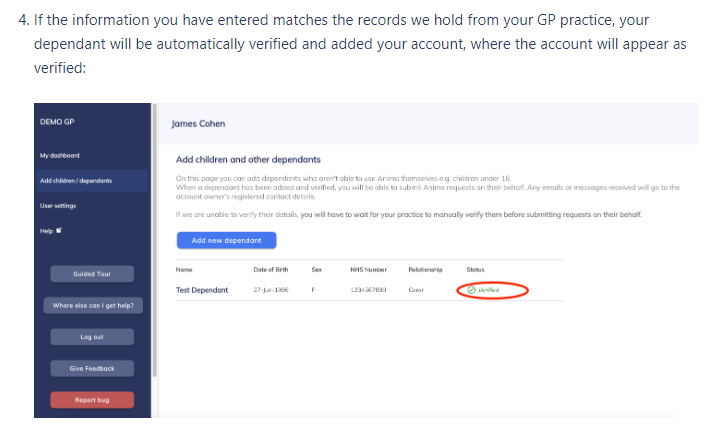 4. If the information you have entered matches the records we hold from your GP practice, your
dependant will be automatically verified and added your account, where the account will appear as
verified:
DEMO GP
James Cohen
My dashboard
Add children / dependants
User settings
Help
Guided Tour
Where else can I get help?
Log out
Give Feedback
Report bug
Add children and other dependants
On this page you can add dependants who aren't able to use Anima themselves e.g. children under 16.
When a dependant has been added and verified, you will be able to submit Anima requests on their behalf. Any emails or messages received will go to the
account owner's registered contact details.
If we are unable to verify their details, you will have to wait for your practice to manually verify them before submitting requests on their behalf.
Add new dependant
Name Date of Birth Sex NHS Number Relationship Status
Test Dependant F 1234567890 Carer Verified